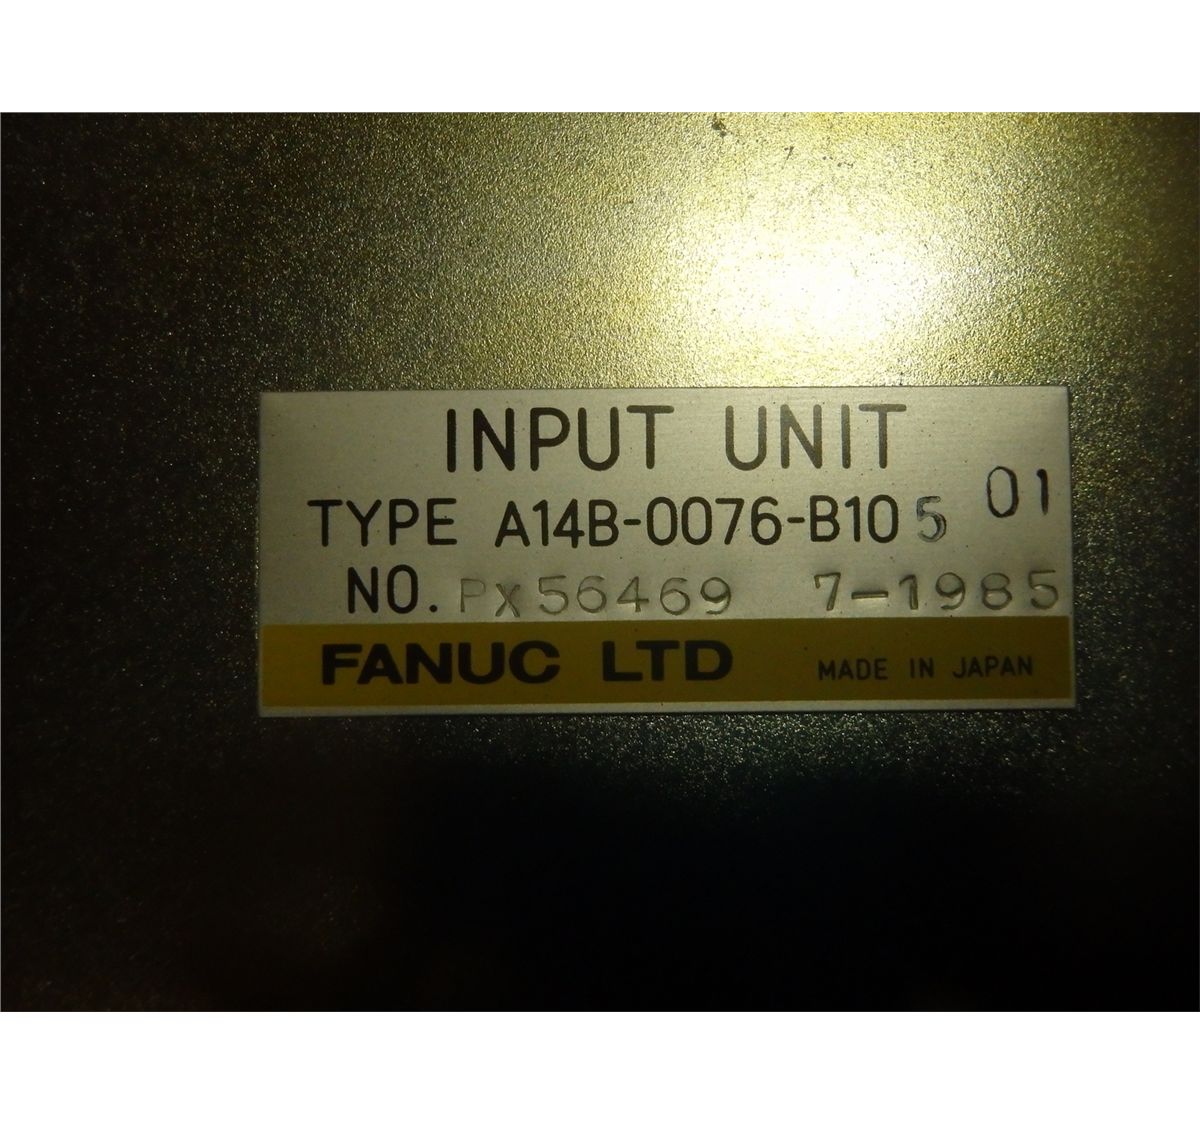 INPUT UNIT
TYPE A14B-0076-B105 01
NO. PX56469 7-1985
FANUC LTD MADE IN JAPAN